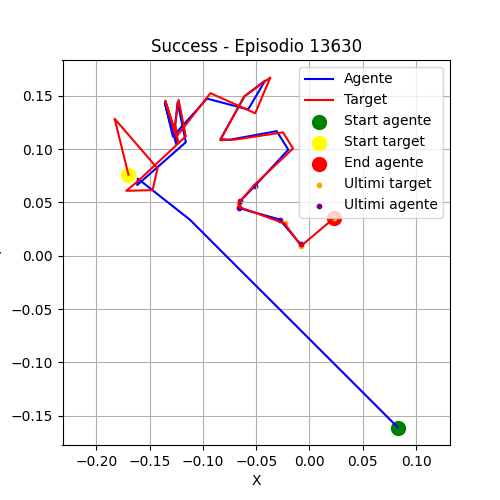 Success - Episodio 13630
Agente
Target
Start agente
Start target
End agente
Ultimi target
Ultimi agente
0.15
0.10
0.05
0.00
−0.05
−0.10
−0.15
−0.20
−0.15
−0.10
−0.05
0.00
0.05
0.10
X